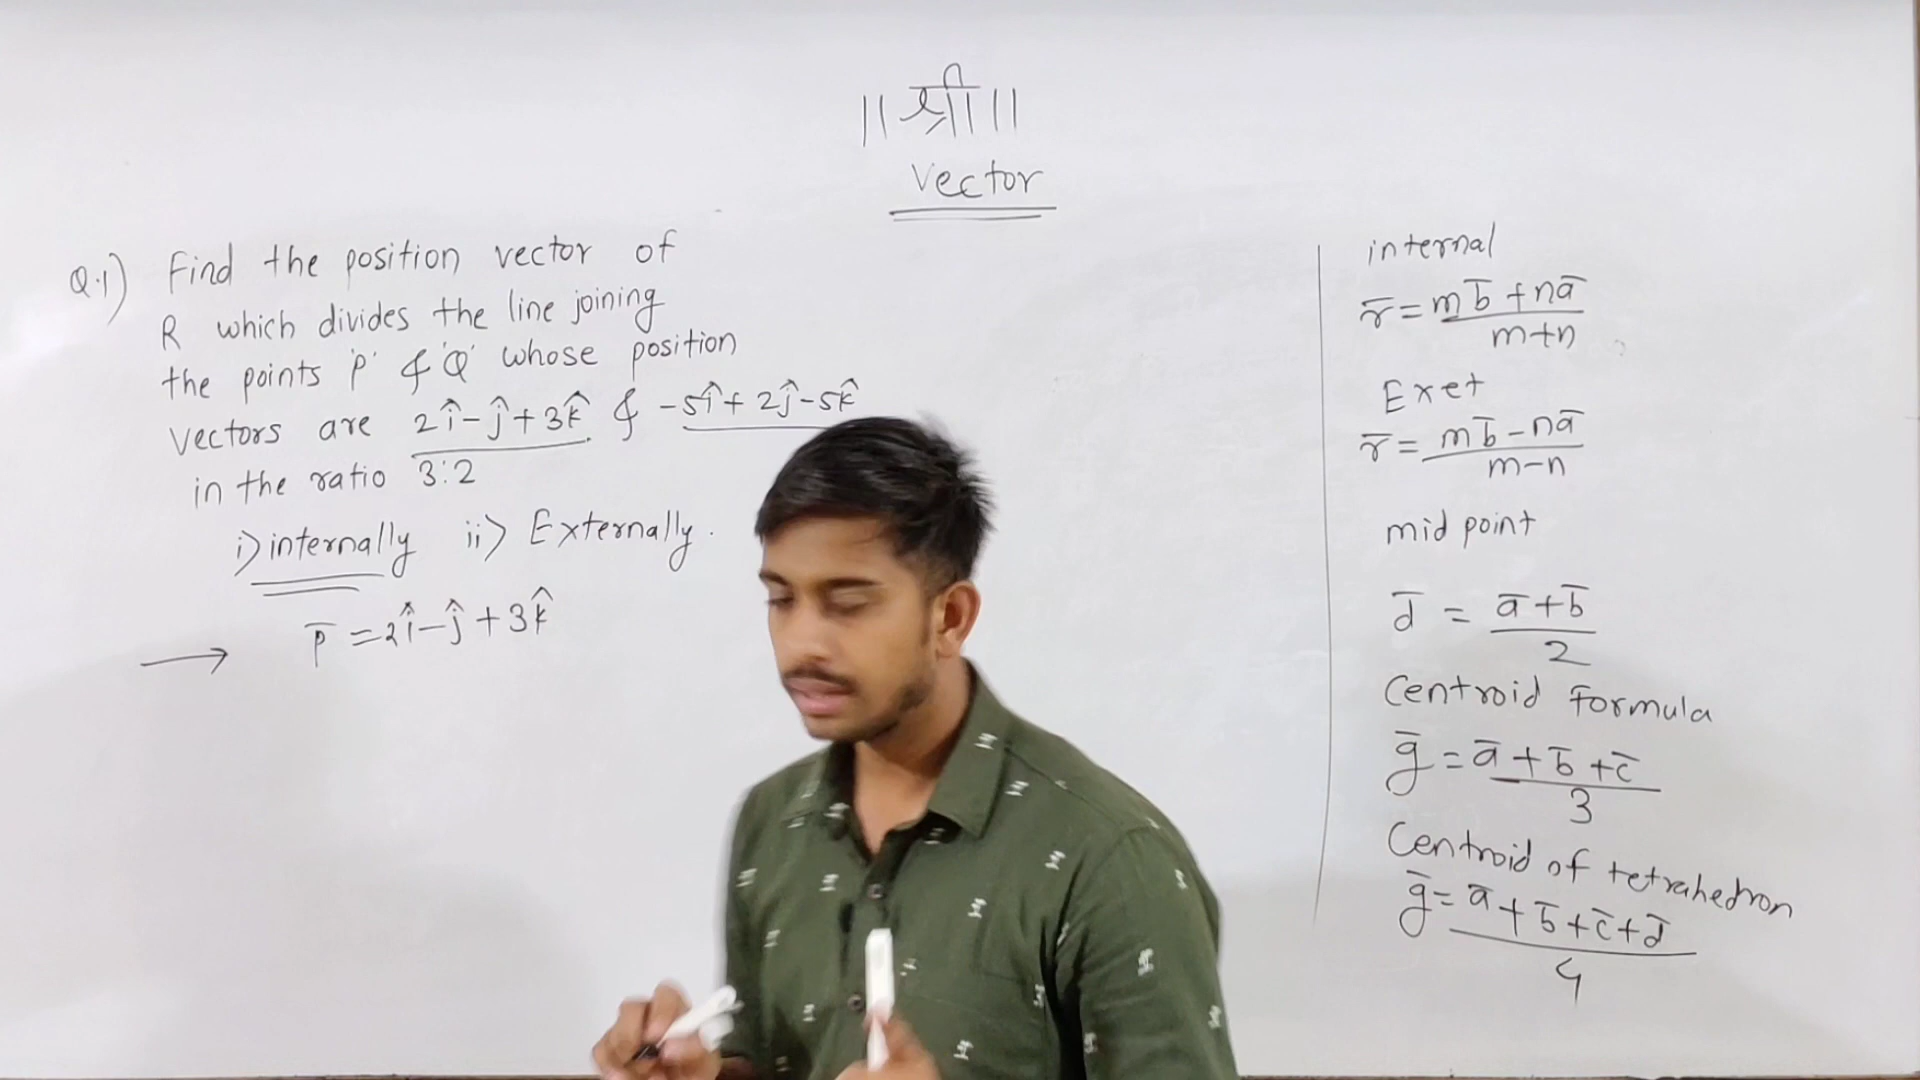 ॥ श्री ॥
Vector
Q.1) Find the position vector of
R which divides the line joining
the points 'P' & 'Q' whose position
vectors are 2î-ĵ+3k̂ & -5î+2ĵ-5k̂
in the ratio 3:2
i) internally ii) Externally.
→ p̄ = 2î-ĵ+3k̂
internal
r̄ = mb̄+nā
m+n
Exet
r̄ = mb̄-nā
m-n
mid point
d̄ = ā+b̄
2
Centroid Formula
ḡ = ā+b̄+c̄
3
Centroid of tetrahedron
ḡ = ā+b̄+c̄+d̄
4